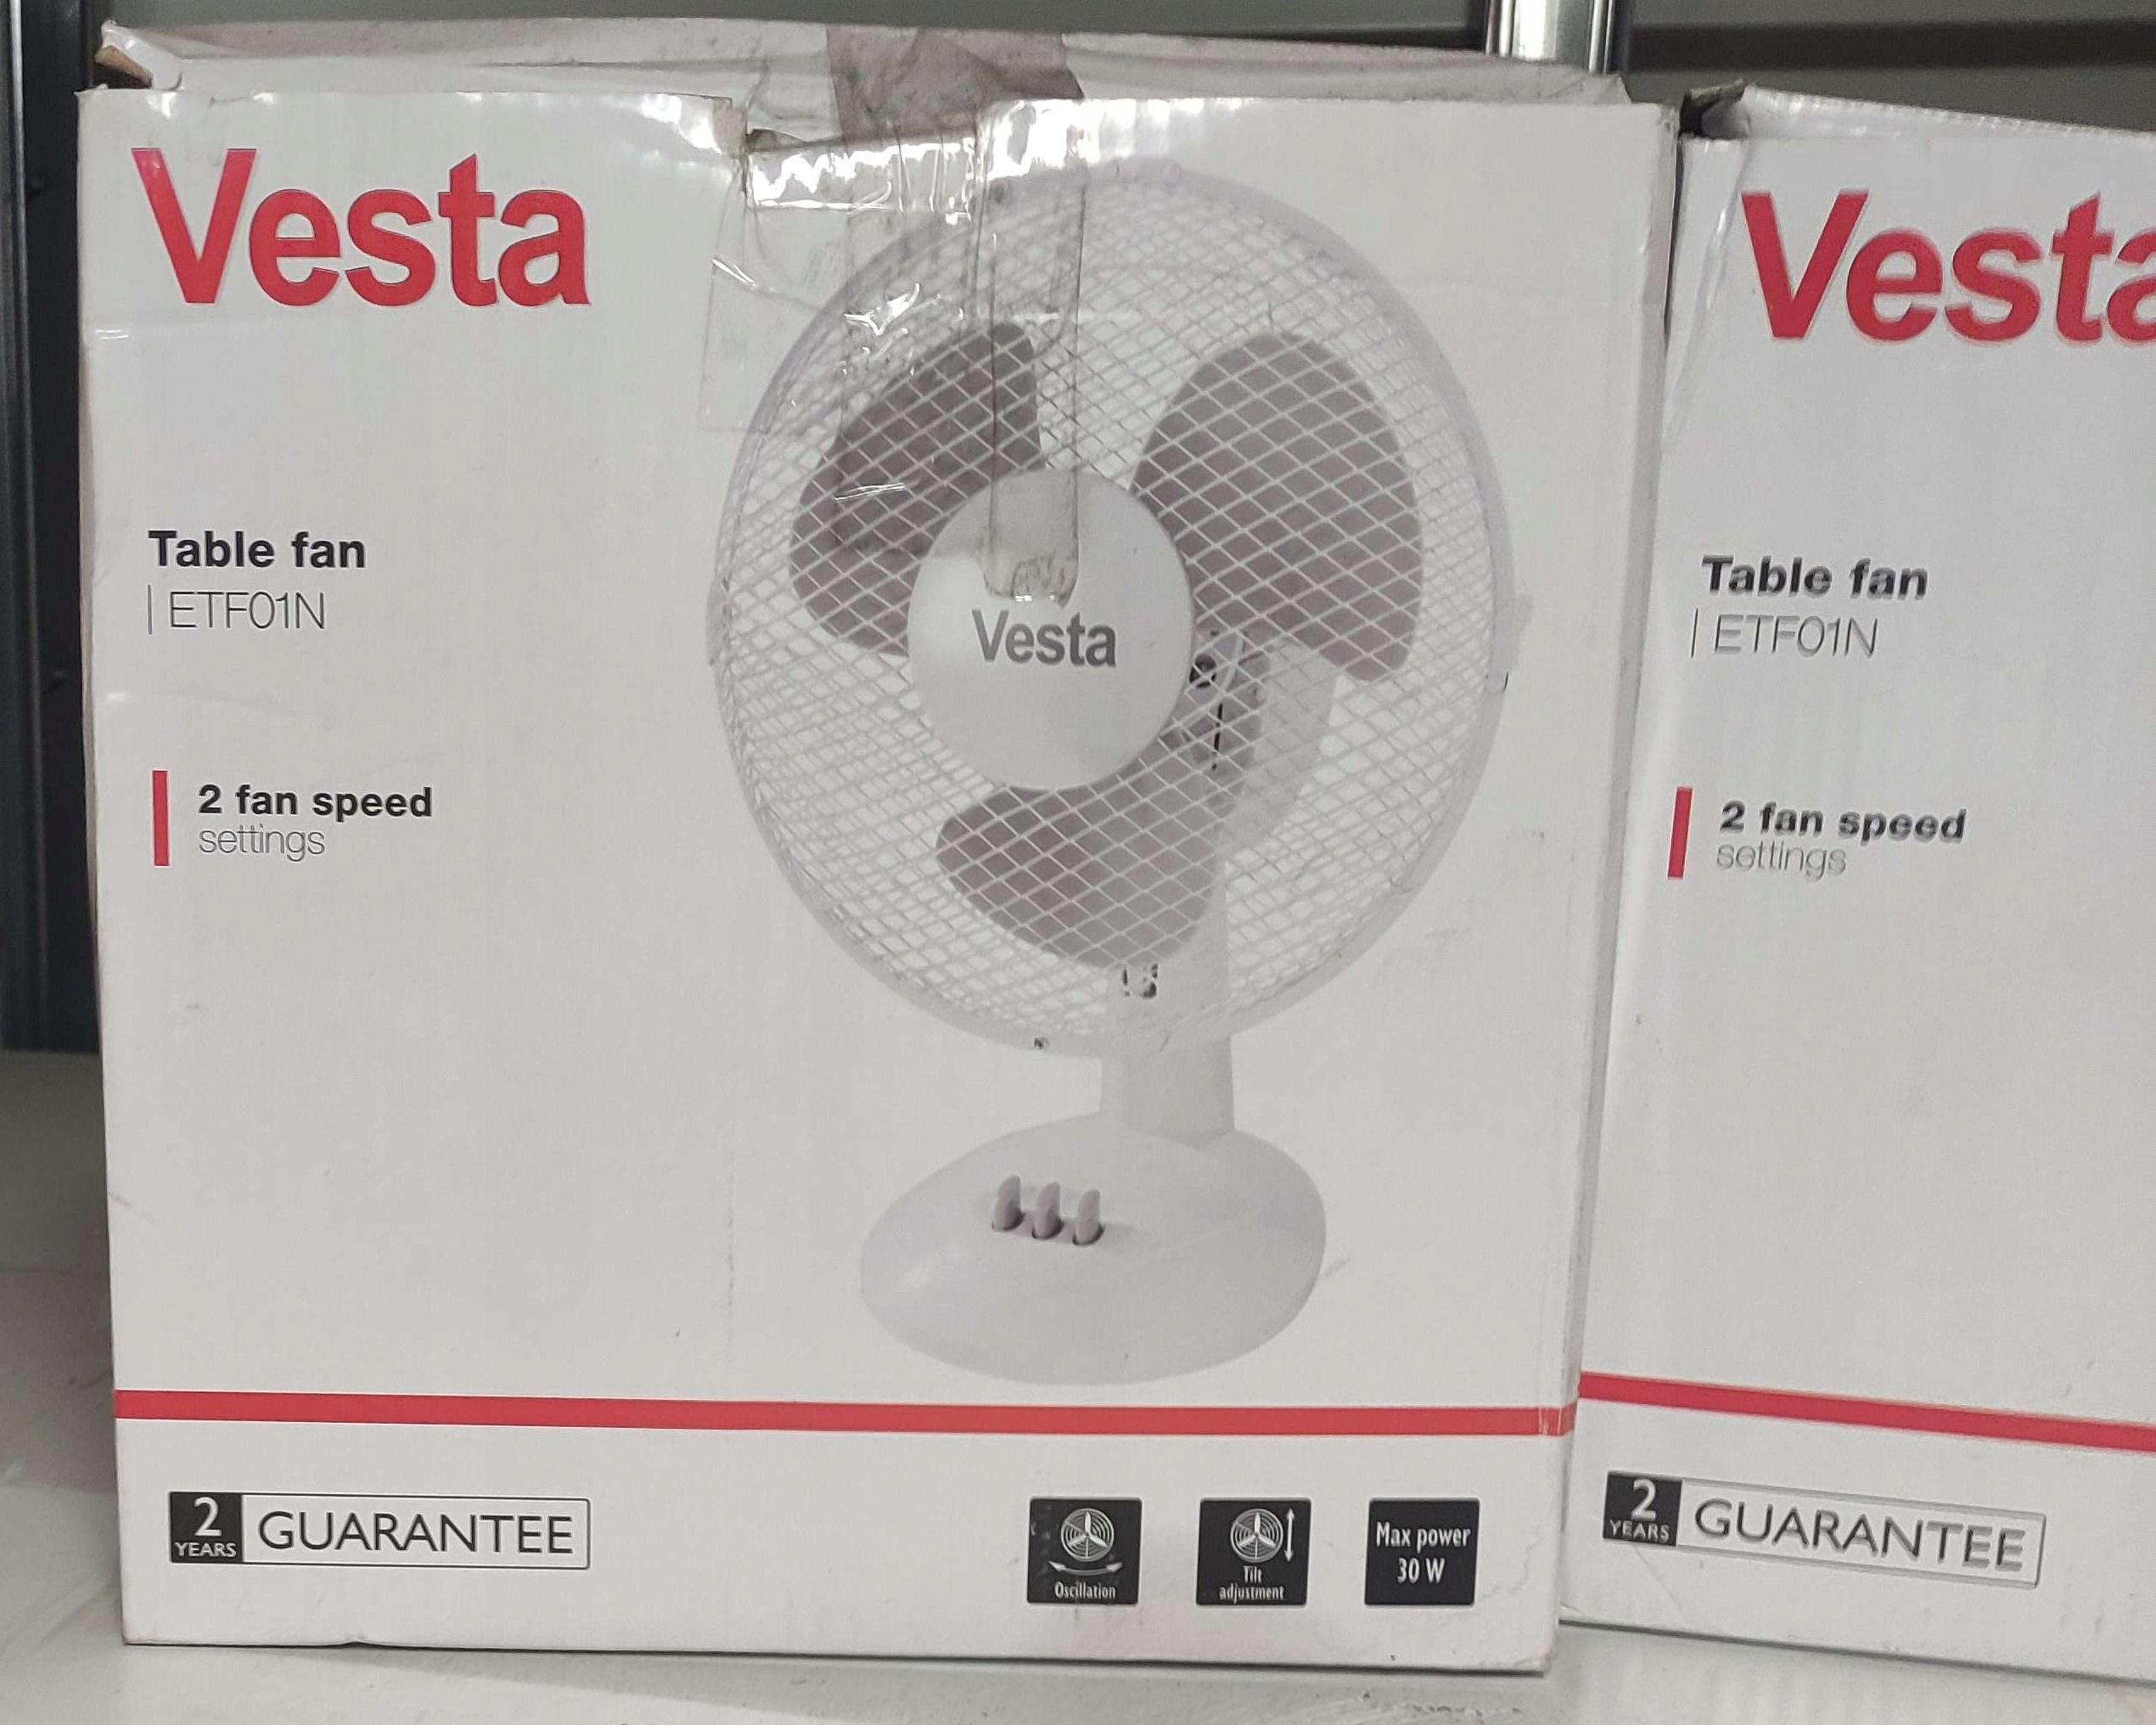 Vesta
Table fan
| ETF01N
2 fan speed
settings
Vesta
2
YEARS
GUARANTEE
Oscillation
Tilt
adjustment
Max power
30 W
Vesta
Table fan
| ETF01N
2 fan speed
settings
2
YEARS
GUARANTEE